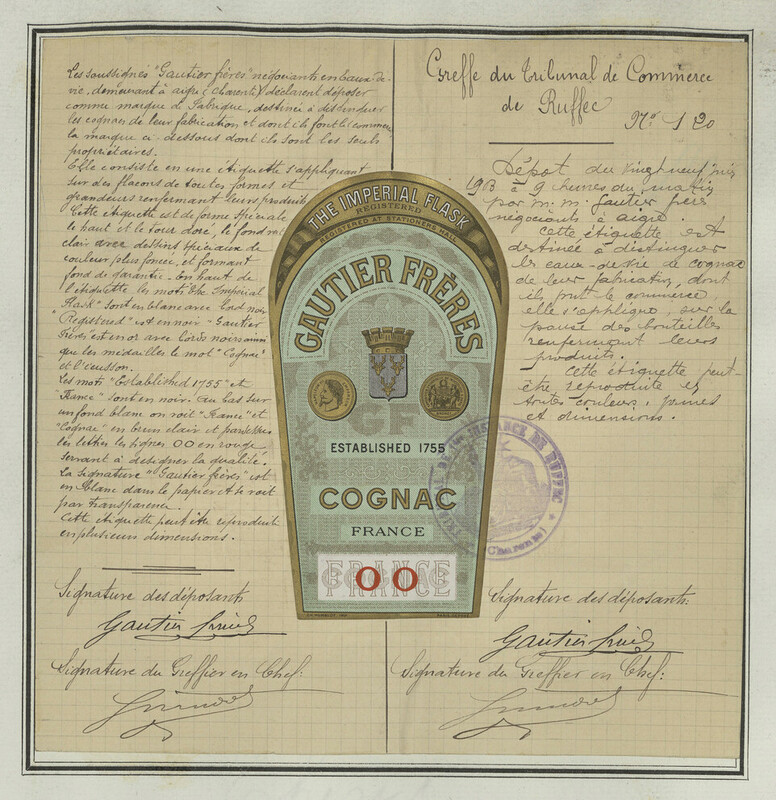 Les soussignés "Gautier frères" négociants en eaux-de-
vie, demeurant à aigre (Charente) déclarent déposer
comme marque de Fabrique, destinée à distinguer
les cognacs de leur fabrication, et dont ils font le commerce
la marque ci-dessous dont ils sont les seuls
propriétaires.
Elle consiste en une étiquette s'appliquant
sur des flacons de toutes formes et
grandeurs renfermant leurs produits
Cette étiquette est de forme spéciale
le haut et le tour doré, le fond vert
clair avec dessins spéciaux de
couleur plus foncée, et formant
fond de garantie. En haut de
l'étiquette les mots "The Imperial
Flask" sont en blanc avec bord noir
"Registered" est en noir - Gautier
Frères est en or avec bords noirs ainsi
que les médailles le mot "Cognac"
et l'écusson.
Les mots "Established 1755" et
"France" sont en noir. Au bas sur
un fond blanc on voit "France" et
"Cognac" en brun clair et pardessus
les lettres les signes OO en rouge
servant à désigner la qualité.
La signature "Gautier frères" est
en blanc dans le papier et se voit
par transparence.
Cette étiquette peut être reproduite
en plusieurs dimensions.
Signature des déposants
Gautier frères
Signature du Greffier en Chef:
Greffe du Tribunal de Commerce
de Ruffec
N° 120
Dépôt du vingt neuf
à 9 heures du matin
par m.m. Gautier frères
négociants à aigre.
Cette étiquette est
destinée à distinguer
les eaux-de-vie de cognac
de leur fabrication, dont
ils font le commerce,
elle s'applique, sur la
panse des bouteilles
renfermant leurs
produits.
Cette étiquette peut-
être reproduite en
toutes couleurs, formes
et dimensions.
Signature des déposants:
Gautier frères
Signature du Greffier en Chef:
THE IMPERIAL FLASK
REGISTERED
REGISTERED AT STATIONERS HALL
GAUTIER FRÈRES
GF
ESTABLISHED 1755
COGNAC
FRANCE
FRANCE
COGNAC
OO
INSTANCE DE RUFFEC
(Charente)